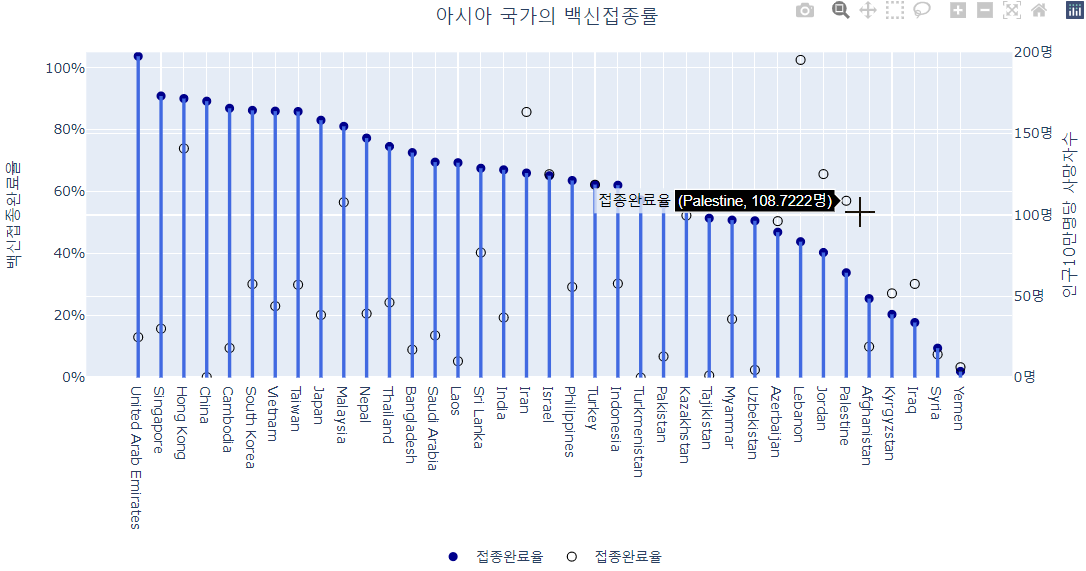 아시아 국가의 백신접종률
백신접종완료율
100%
80%
60%
40%
20%
0%
200명
150명
100명
50명
0명
인구10만명당 사망자수
접종완료율 (Palestine, 108.7222명)
United Arab Emirates
Singapore
Hong Kong
China
Cambodia
South Korea
Vietnam
Taiwan
Japan
Malaysia
Nepal
Thailand
Bangladesh
Saudi Arabia
Laos
Sri Lanka
India
Iran
Israel
Philippines
Turkey
Indonesia
Turkmenistan
Pakistan
Kazakhstan
Tajikistan
Myanmar
Uzbekistan
Azerbaijan
Lebanon
Jordan
Palestine
Afghanistan
Kyrgyzstan
Iraq
Syria
Yemen
접종완료율
접종완료율